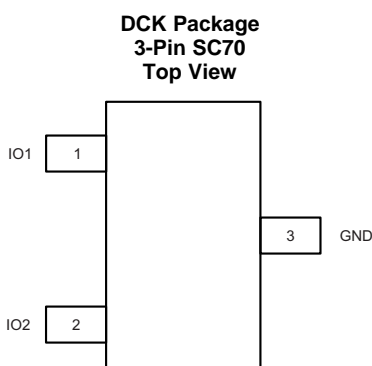 DCK Package
3-Pin SC70
Top View
IO1 1
3 GND
IO2 2